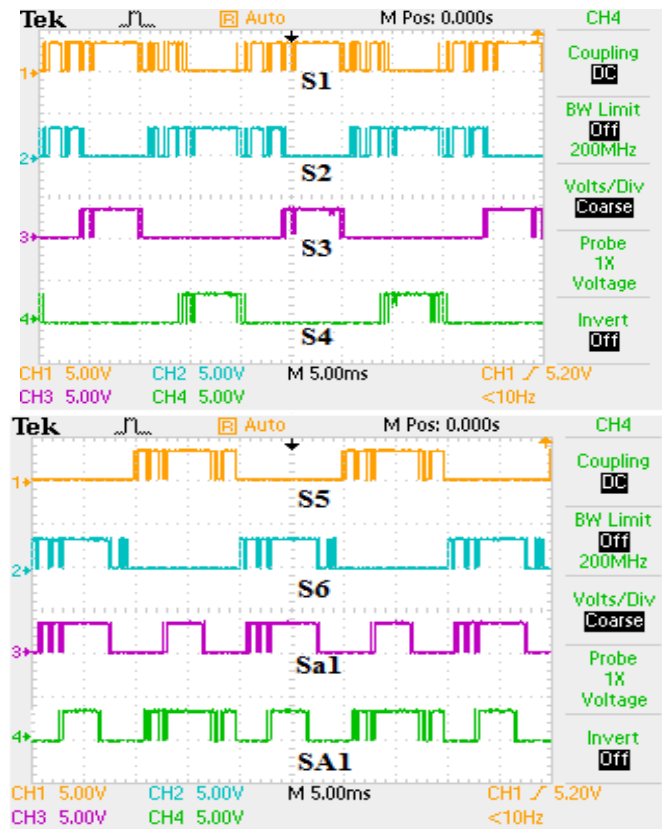 Tek R Auto M Pos: 0.000s CH4
Coupling
DC
BW Limit
Off
200MHz
Volts/Div
Coarse
Probe
1X
Voltage
Invert
Off
1
S1
2
S2
3
S3
4
S4
CH1 5.00V CH2 5.00V M 5.00ms CH1 5.20V
CH3 5.00V CH4 5.00V <10Hz
Tek R Auto M Pos: 0.000s CH4
Coupling
DC
BW Limit
Off
200MHz
Volts/Div
Coarse
Probe
1X
Voltage
Invert
Off
1
S5
2
S6
3
Sa1
4
SA1
CH1 5.00V CH2 5.00V M 5.00ms CH1 5.20V
CH3 5.00V CH4 5.00V <10Hz